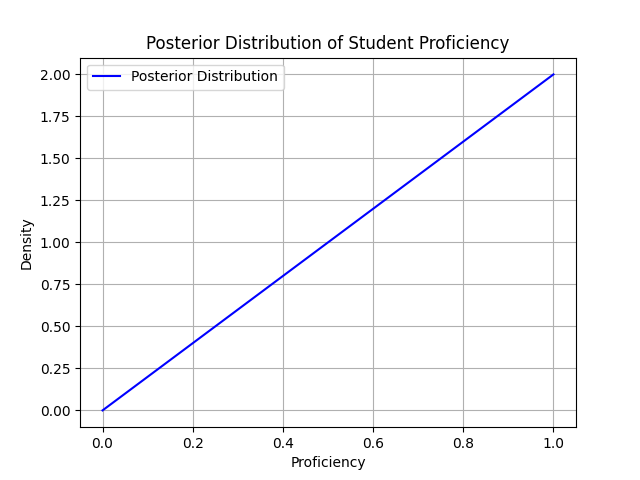 Posterior Distribution of Student Proficiency
Posterior Distribution
2.00
1.75
1.50
1.25
1.00
0.75
0.50
0.25
0.00
Density
0.0 0.2 0.4 0.6 0.8 1.0
Proficiency